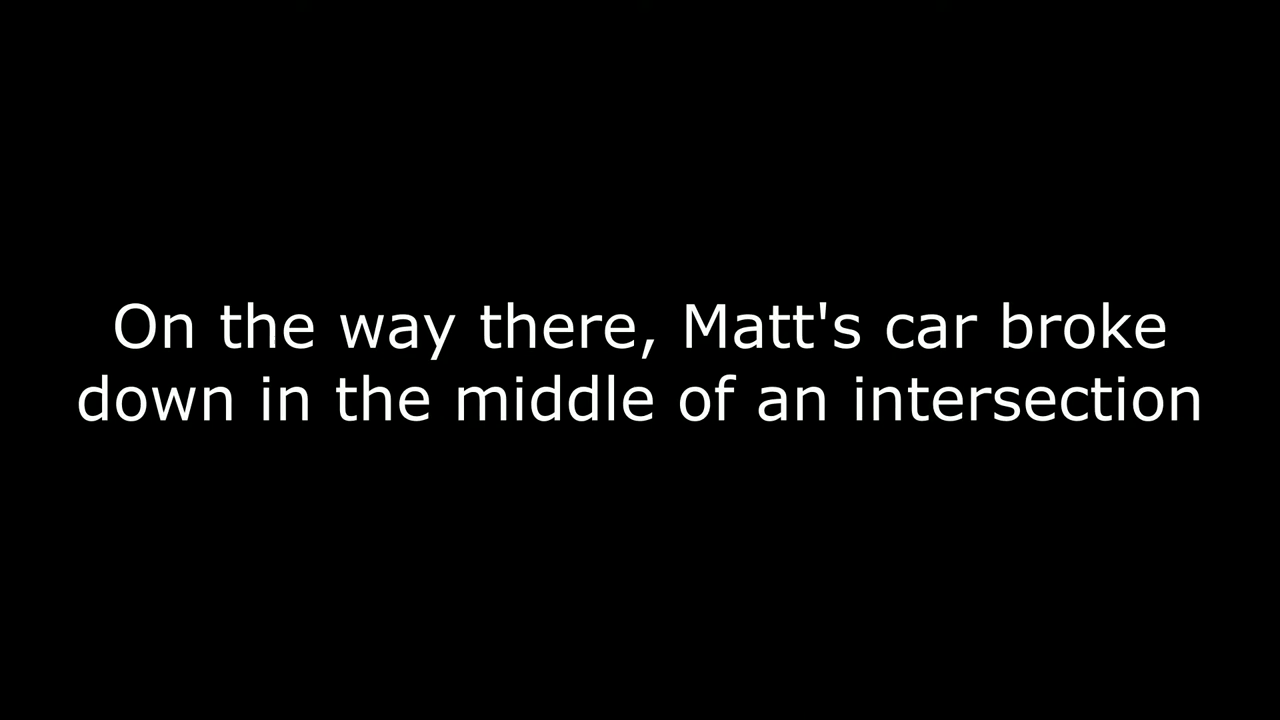 On the way there, Matt's car broke
down in the middle of an intersection